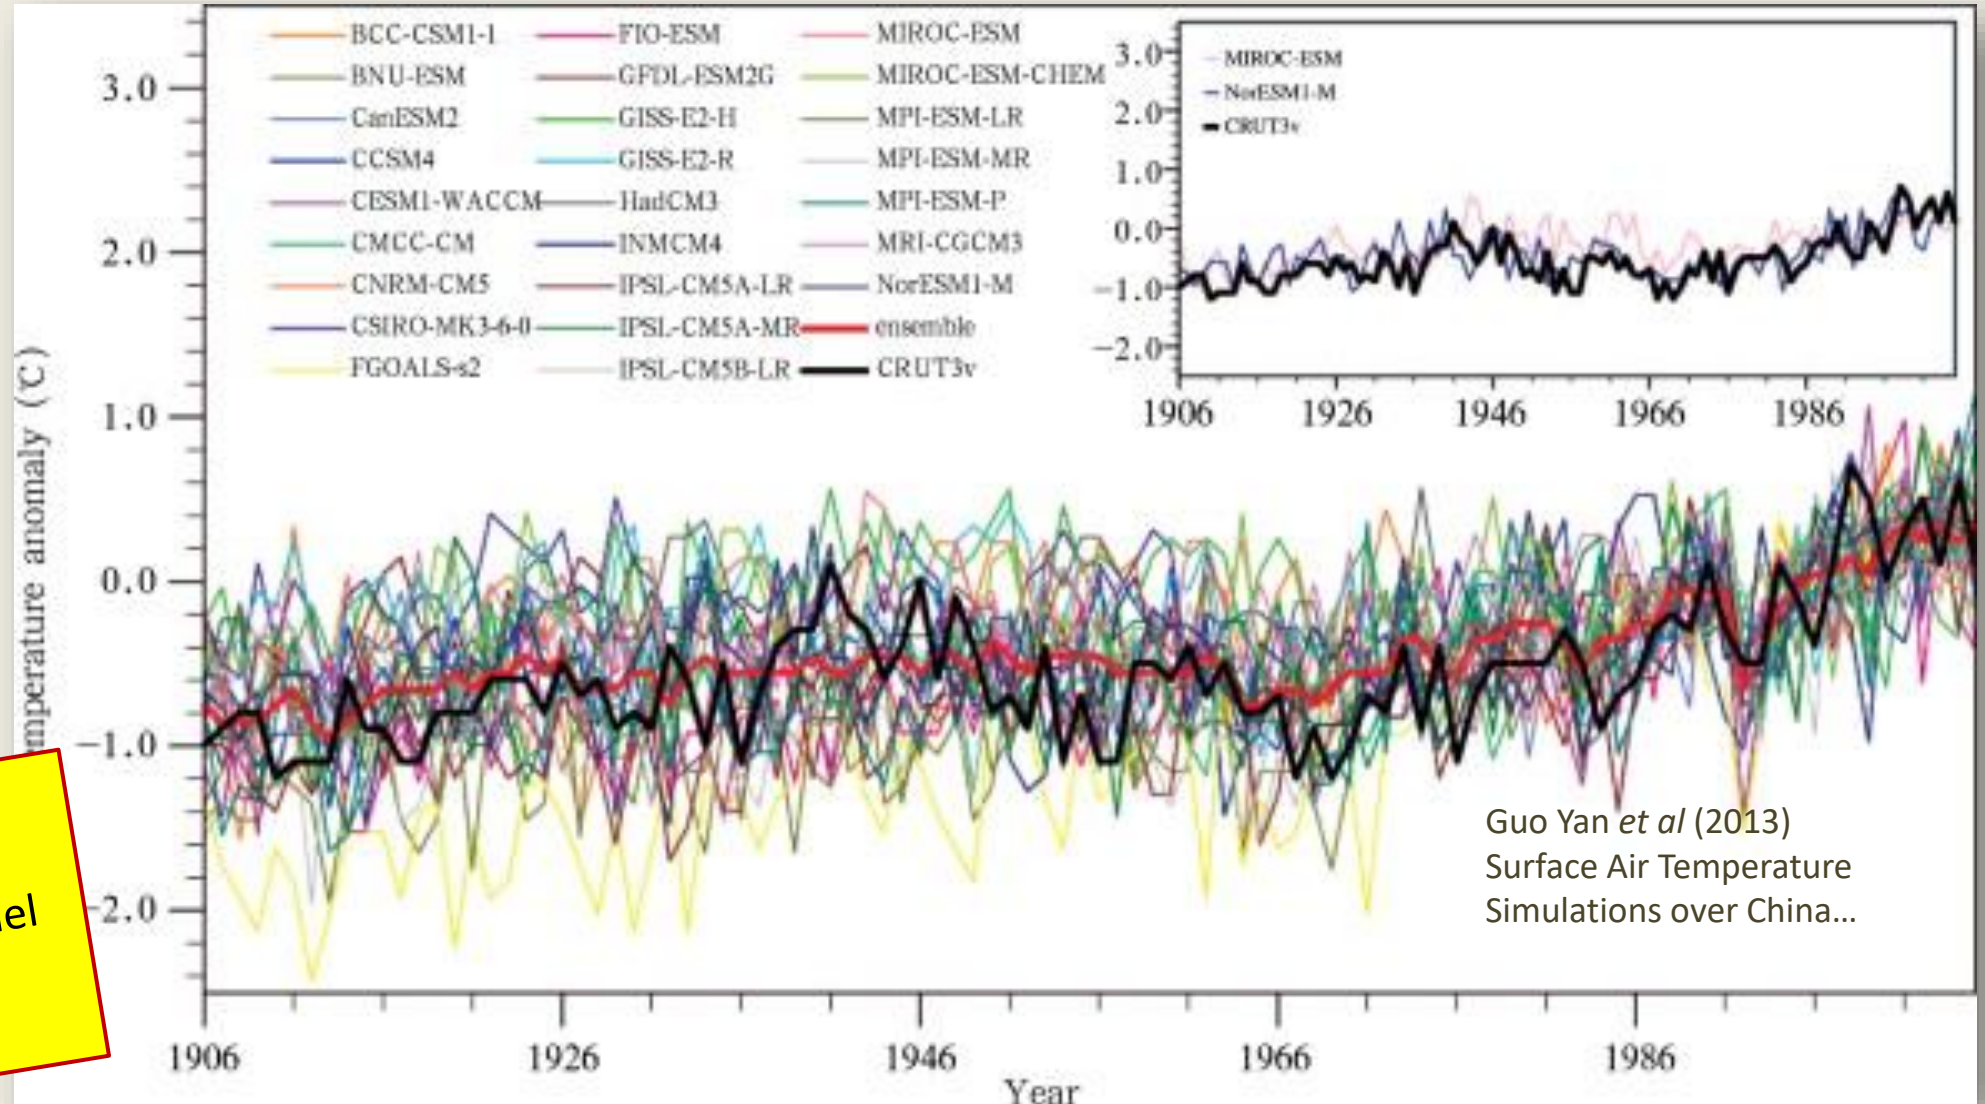 BCC-CSM1-1
BNU-ESM
CanESM2
CCSM4
CESM1-WACCM
CMCC-CM
CNRM-CM5
CSIRO-MK3-6-0
FGOALS-s2
FIO-ESM
GFDL-ESM2G
GISS-E2-H
GISS-E2-R
HadCM3
INMCM4
IPSL-CM5A-LR
IPSL-CM5A-MR
IPSL-CM5B-LR
MIROC-ESM
MIROC-ESM-CHEM
MPI-ESM-LR
MPI-ESM-MR
MPI-ESM-P
MRI-CGCM3
NorESM1-M
ensemble
CRUT3v
3.0
2.0
1.0
0.0
−1.0
−2.0
MIROC-ESM
NorESM1-M
CRUT3v
1906 1926 1946 1966 1986
3.0
2.0
1.0
0.0
−1.0
−2.0
omperature anomaly (℃)
el
Guo Yan et al (2013)
Surface Air Temperature
Simulations over China…
1906 1926 1946 1966 1986
Year